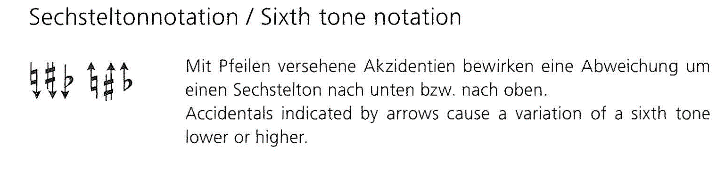 Sechsteltonnotation / Sixth tone notation
Mit Pfeilen versehene Akzidentien bewirken eine Abweichung um
einen Sechstelton nach unten bzw. nach oben.
Accidentals indicated by arrows cause a variation of a sixth tone
lower or higher.